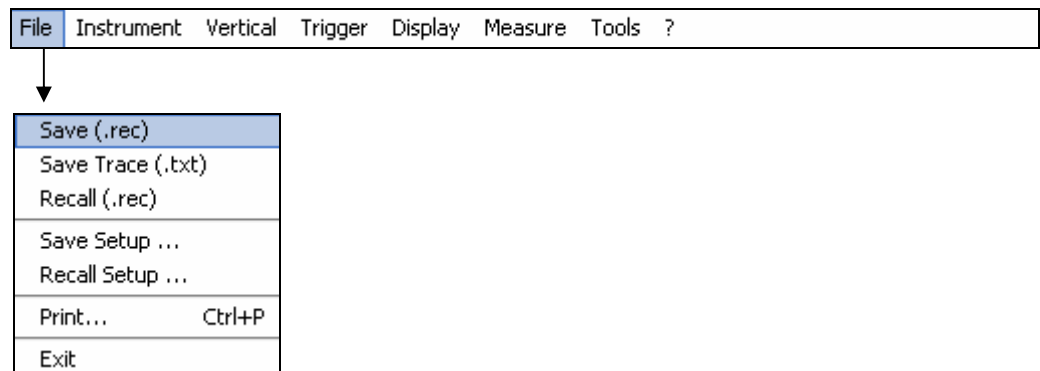 File Instrument Vertical Trigger Display Measure Tools ?
Save (.rec)
Save Trace (.txt)
Recall (.rec)
Save Setup ...
Recall Setup ...
Print... Ctrl+P
Exit